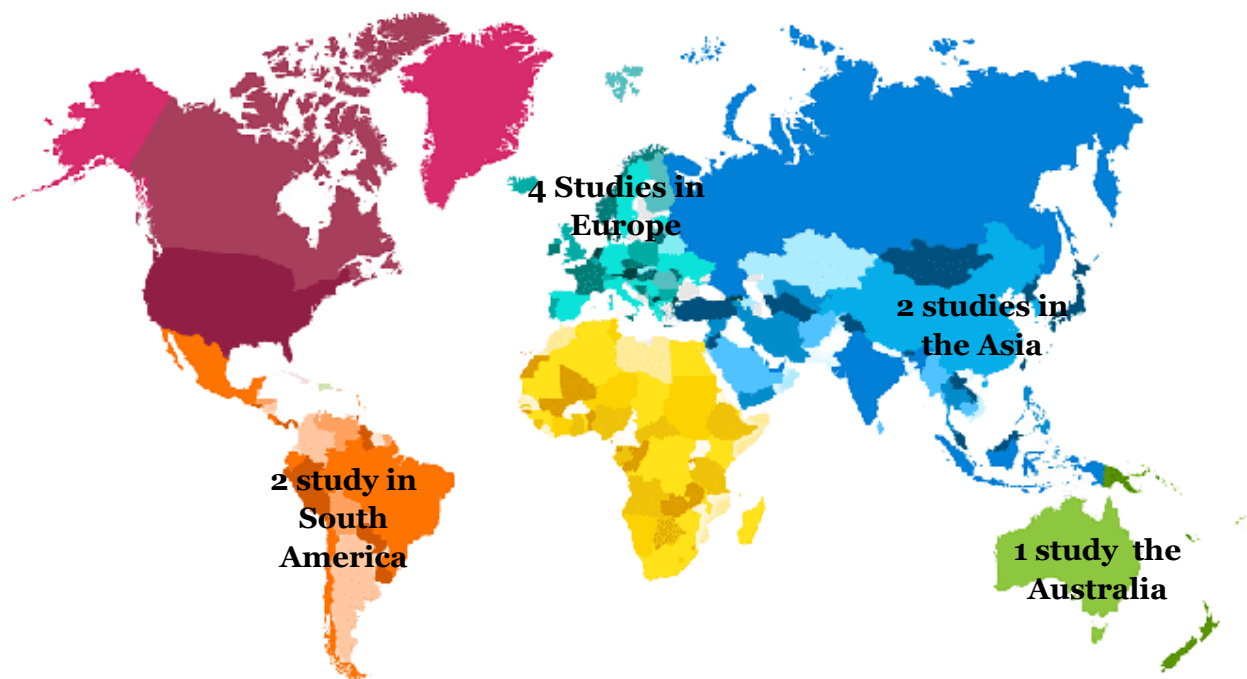 4 Studies in
Europe
2 studies in
the Asia
2 study in
South
America
1 study the
Australia